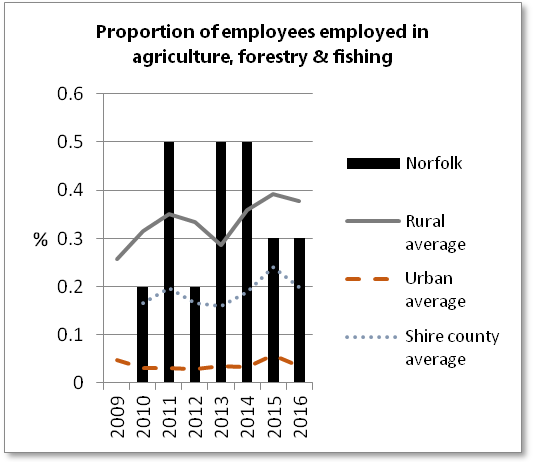 Proportion of employees employed in
agriculture, forestry & fishing
0.6
0.5
0.4
0.3
0.2
0.1
0
%
2009
2010
2011
2012
2013
2014
2015
2016
Norfolk
Rural
average
Urban
average
Shire county
average